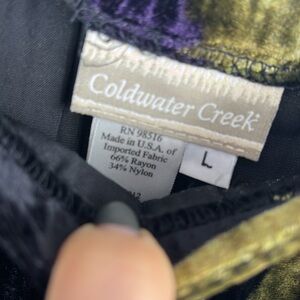 Coldwater Creek
RN 98516
Made in U.S.A. of
Imported Fabric
66% Rayon
34% Nylon
L